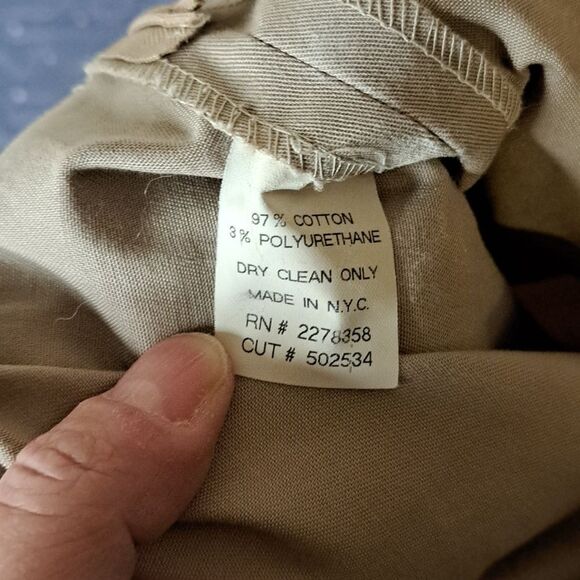 97 % COTTON
3 % POLYURETHANE
DRY CLEAN ONLY
MADE IN N.Y.C.
RN # 2278358
CUT # 502534